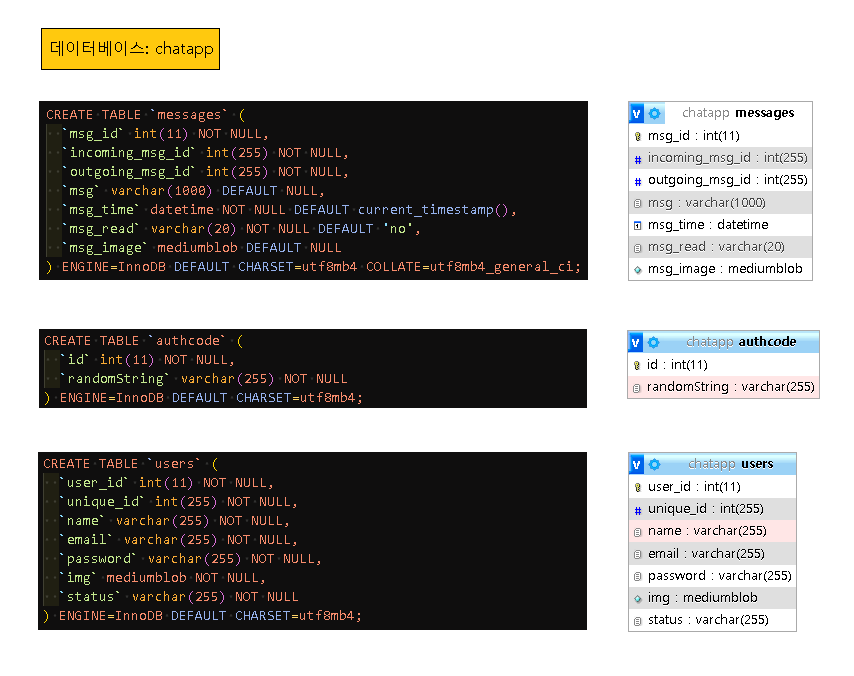 데이터베이스: chatapp
CREATE TABLE `messages` (
`msg_id` int(11) NOT NULL,
`incoming_msg_id` int(255) NOT NULL,
`outgoing_msg_id` int(255) NOT NULL,
`msg` varchar(1000) DEFAULT NULL,
`msg_time` datetime NOT NULL DEFAULT current_timestamp(),
`msg_read` varchar(20) NOT NULL DEFAULT 'no',
`msg_image` mediumblob DEFAULT NULL
) ENGINE=InnoDB DEFAULT CHARSET=utf8mb4 COLLATE=utf8mb4_general_ci;
v chatapp messages
msg_id : int(11)
# incoming_msg_id : int(255)
# outgoing_msg_id : int(255)
msg : varchar(1000)
msg_time : datetime
msg_read : varchar(20)
msg_image : mediumblob
CREATE TABLE `authcode` (
`id` int(11) NOT NULL,
`randomString` varchar(255) NOT NULL
) ENGINE=InnoDB DEFAULT CHARSET=utf8mb4;
v chatapp authcode
id : int(11)
randomString : varchar(255)
CREATE TABLE `users` (
`user_id` int(11) NOT NULL,
`unique_id` int(255) NOT NULL,
`name` varchar(255) NOT NULL,
`email` varchar(255) NOT NULL,
`password` varchar(255) NOT NULL,
`img` mediumblob NOT NULL,
`status` varchar(255) NOT NULL
) ENGINE=InnoDB DEFAULT CHARSET=utf8mb4;
v chatapp users
user_id : int(11)
# unique_id : int(255)
name : varchar(255)
email : varchar(255)
password : varchar(255)
img : mediumblob
status : varchar(255)